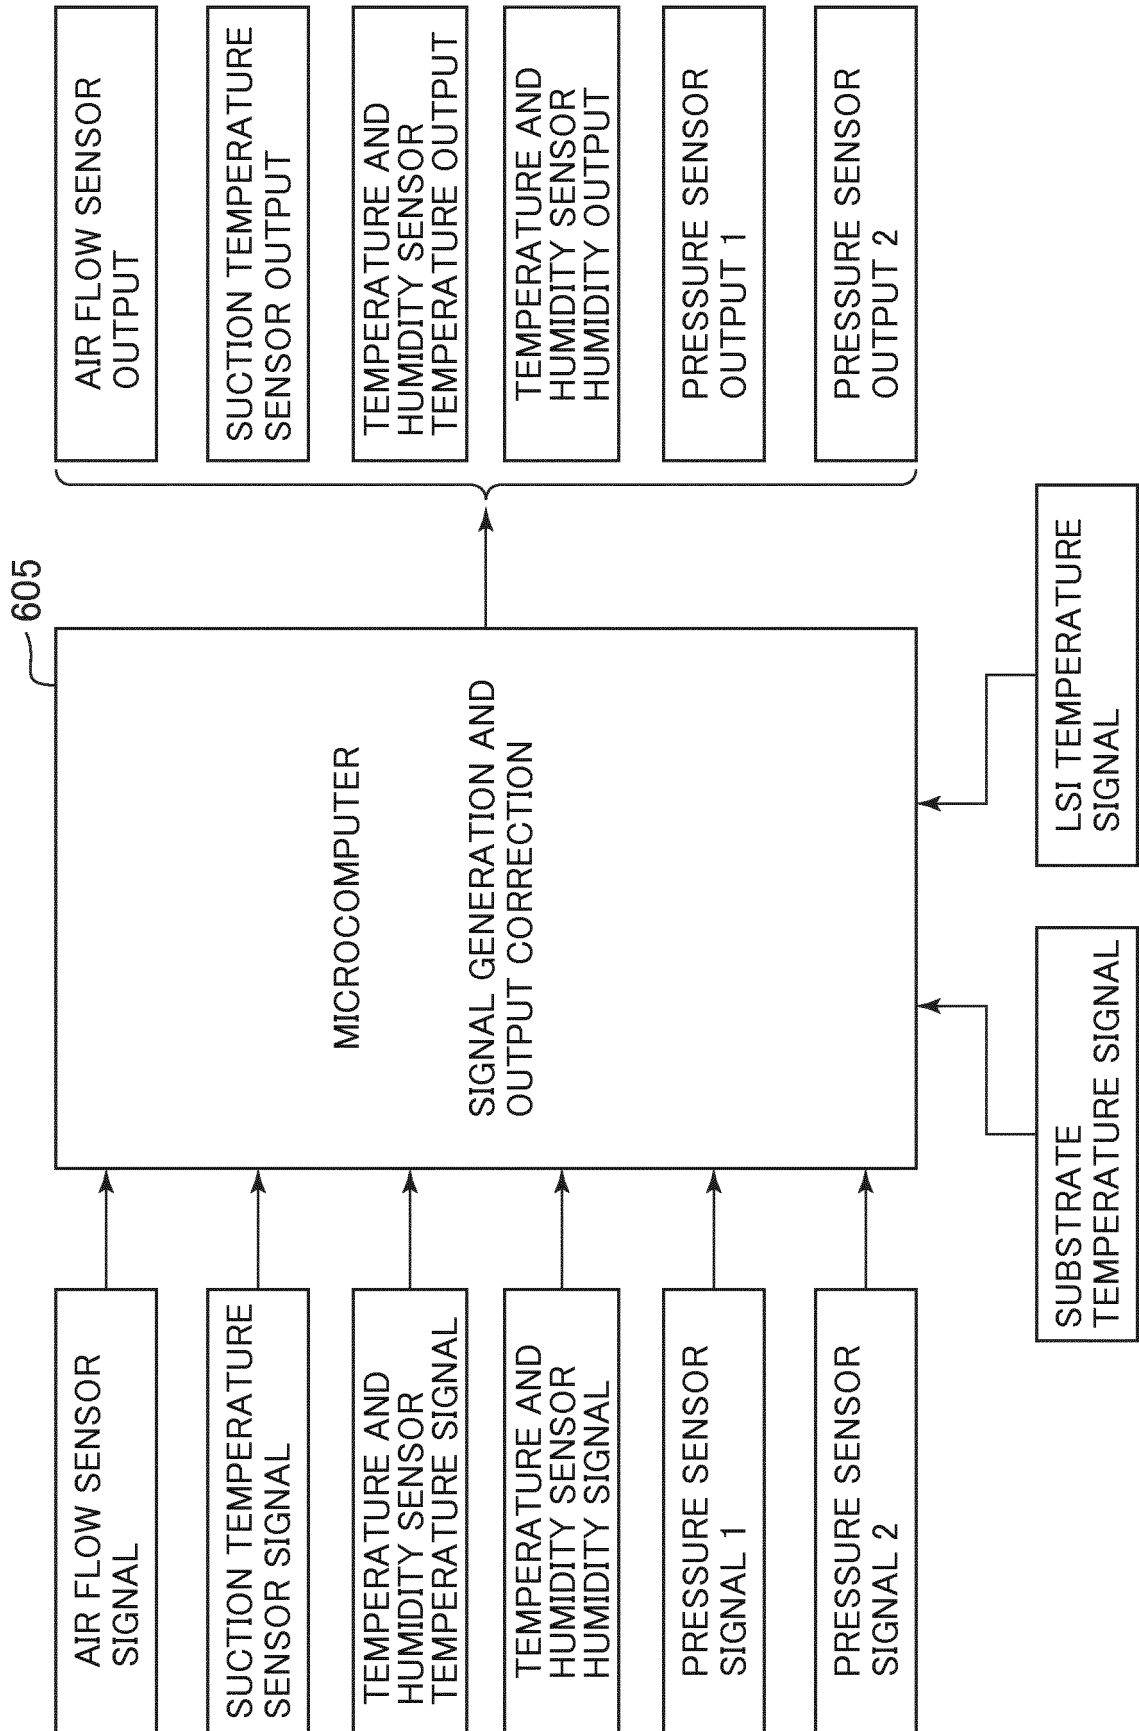 605
AIR FLOW SENSOR
SIGNAL
SUCTION TEMPERATURE
SENSOR SIGNAL
TEMPERATURE AND
HUMIDITY SENSOR
TEMPERATURE SIGNAL
TEMPERATURE AND
HUMIDITY SENSOR
HUMIDITY SIGNAL
PRESSURE SENSOR
SIGNAL 1
PRESSURE SENSOR
SIGNAL 2
MICROCOMPUTER
SIGNAL GENERATION AND
OUTPUT CORRECTION
SUBSTRATE
TEMPERATURE SIGNAL
LSI TEMPERATURE
SIGNAL
AIR FLOW SENSOR
OUTPUT
SUCTION TEMPERATURE
SENSOR OUTPUT
TEMPERATURE AND
HUMIDITY SENSOR
TEMPERATURE OUTPUT
TEMPERATURE AND
HUMIDITY SENSOR
HUMIDITY OUTPUT
PRESSURE SENSOR
OUTPUT 1
PRESSURE SENSOR
OUTPUT 2